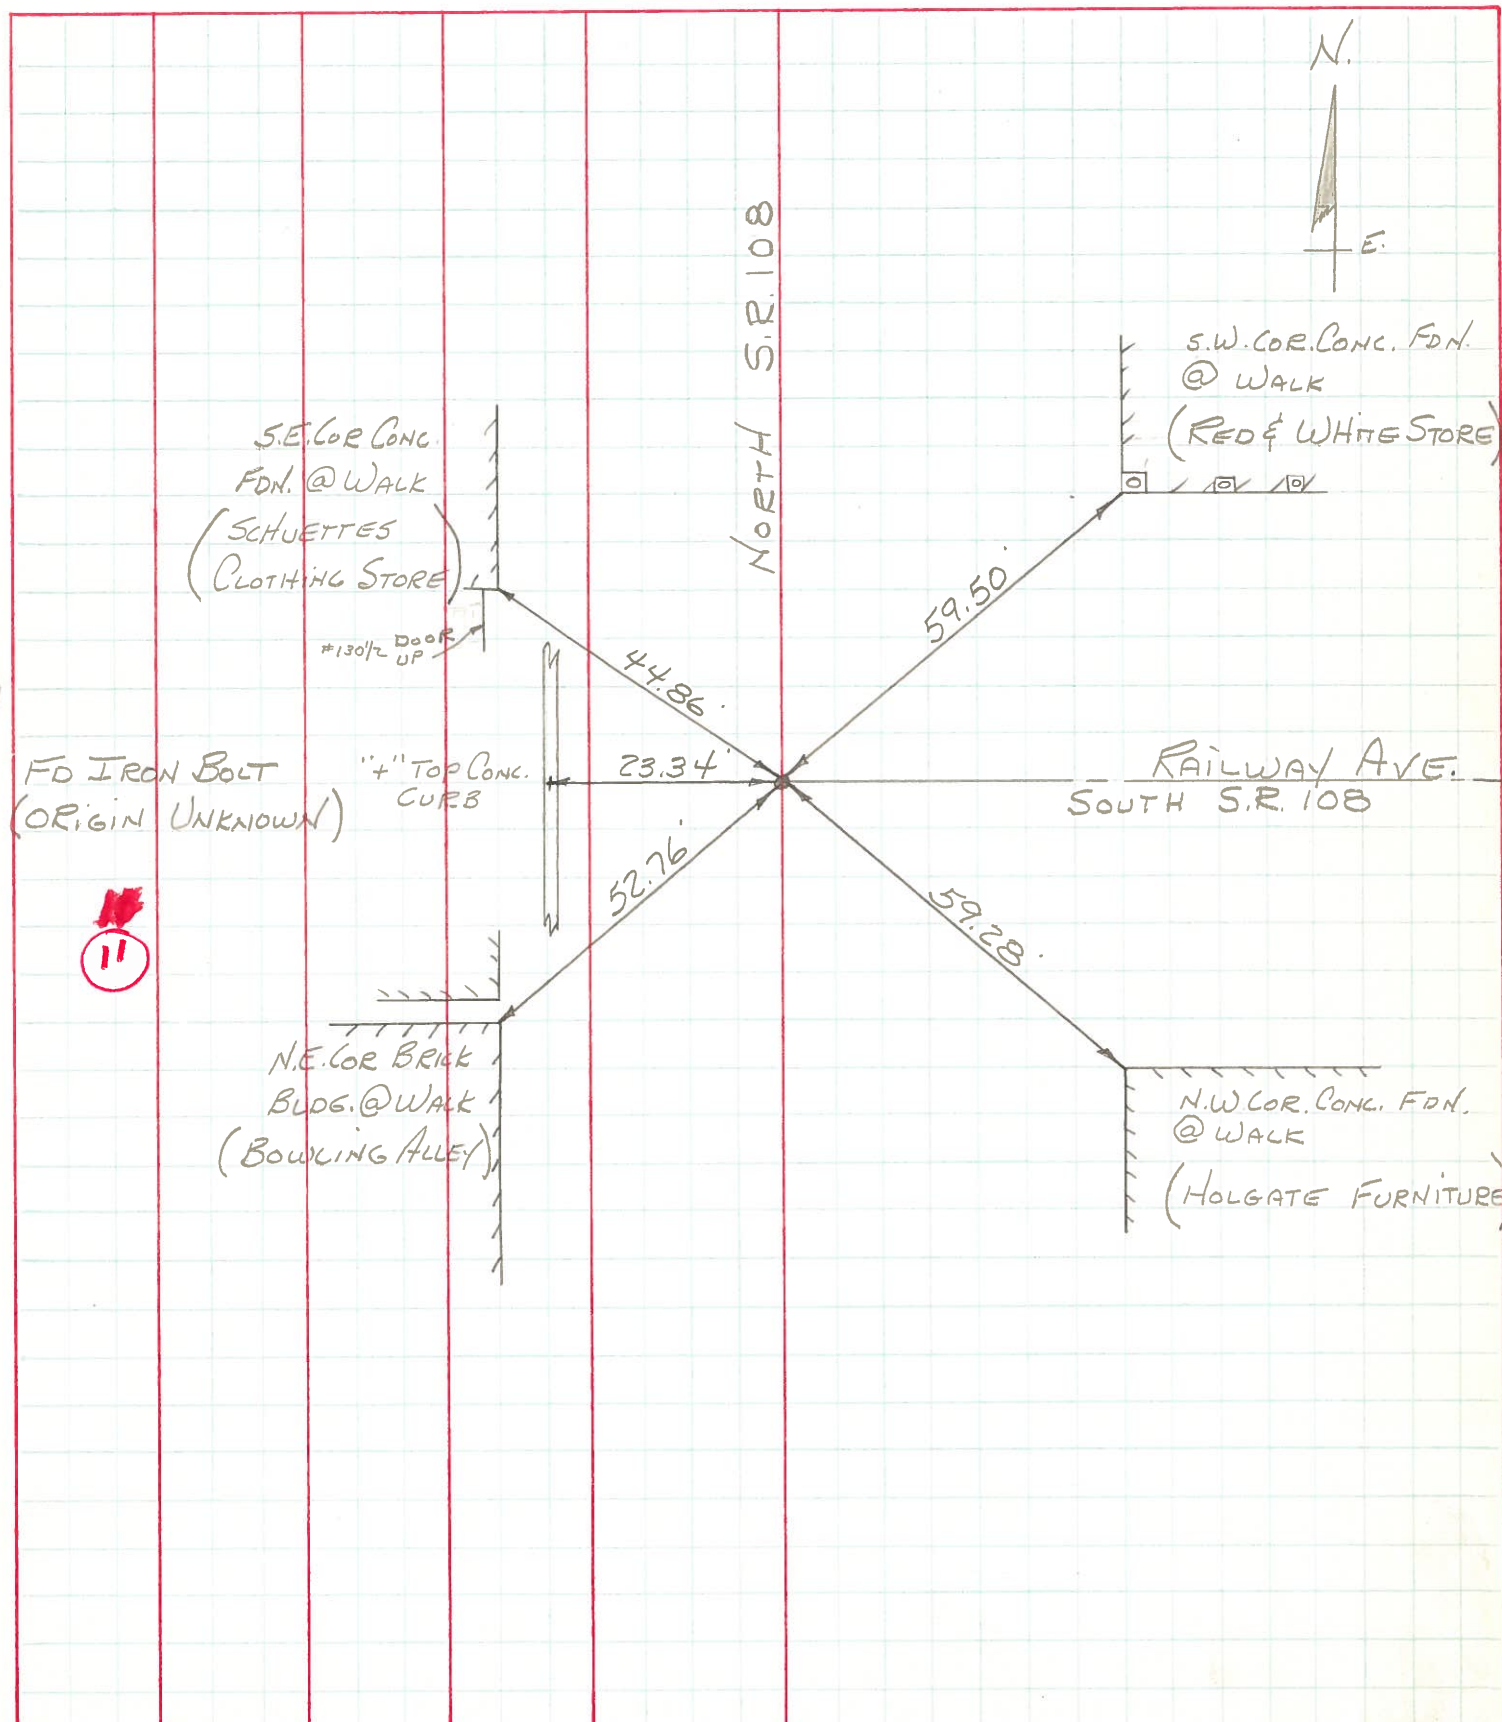 N.
E.
NORTH S.R. 108
S.W. COR. CONC. FDN.
@ WALK
(RED & WHITE STORE)
S.E. COR CONC.
FDN. @ WALK
(SCHUETTES
CLOTHING STORE)
#130 1/2 DOOR
UP
59.50'
44.86'
23.34'
FD IRON BOLT
(ORIGIN UNKNOWN)
"+" TOP CONC.
CURB
RAILWAY AVE.
SOUTH S.R. 108
52.76'
59.28'
11
N.E. COR BRICK
BLDG. @ WALK
(BOWLING ALLEY)
N.W COR. CONC. FDN.
@ WALK
(HOLGATE FURNITURE)